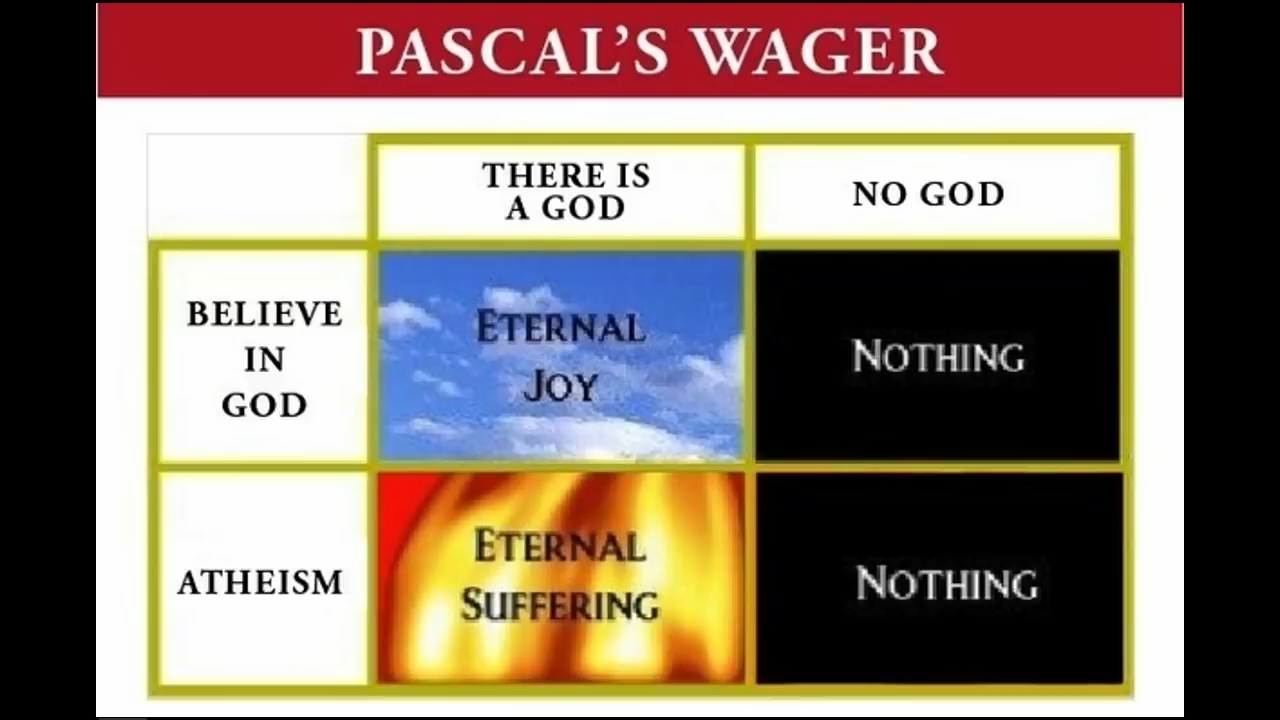 PASCAL'S WAGER
THERE IS
A GOD
NO GOD
BELIEVE
IN
GOD
ETERNAL
JOY
NOTHING
ATHEISM
ETERNAL
SUFFERING
NOTHING